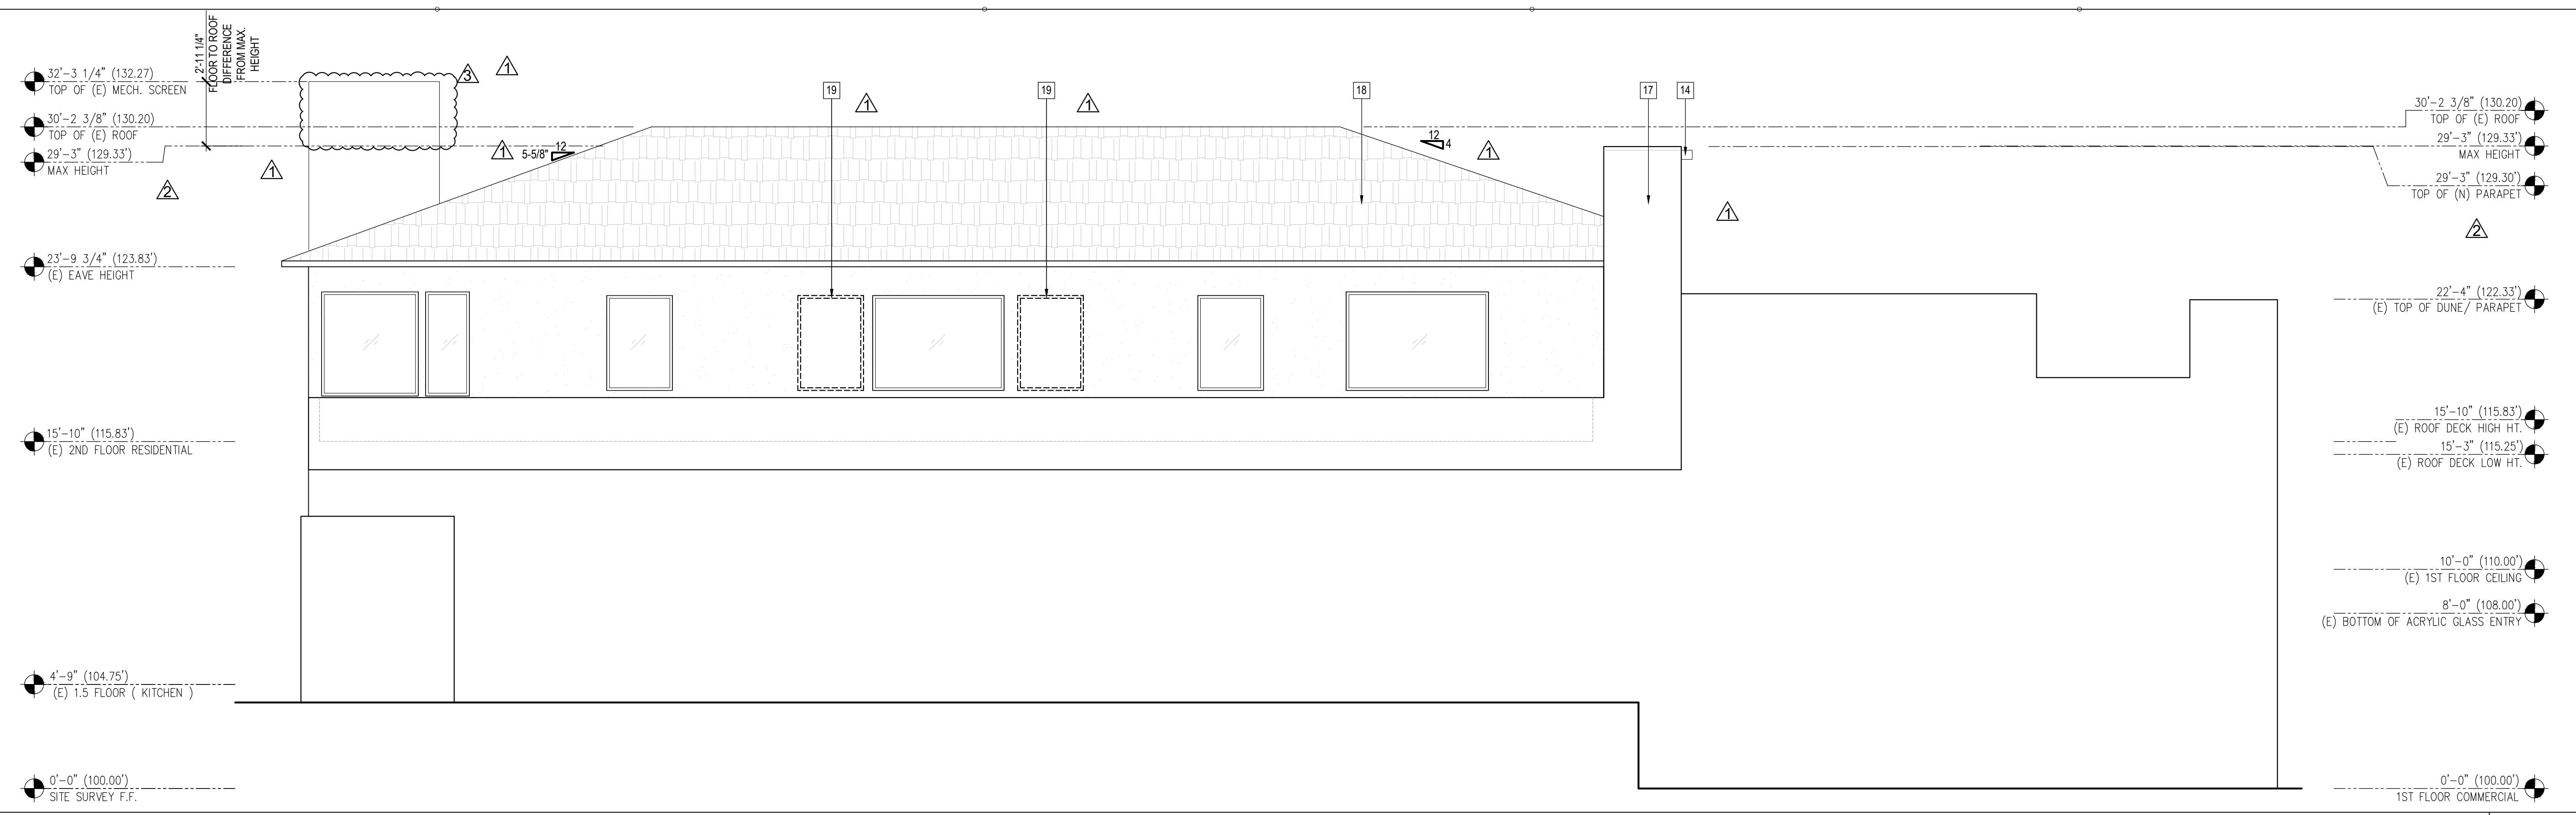 2'-11 1/4"
FLOOR TO ROOF
DIFFERENCE
FROM MAX.
HEIGHT
32'-3 1/4" (132.27)
TOP OF (E) MECH. SCREEN
30'-2 3/8" (130.20)
TOP OF (E) ROOF
29'-3" (129.33')
MAX HEIGHT
1
2
23'-9 3/4" (123.83')
(E) EAVE HEIGHT
15'-10" (115.83')
(E) 2ND FLOOR RESIDENTIAL
4'-9" (104.75')
(E) 1.5 FLOOR ( KITCHEN )
0'-0" (100.00')
SITE SURVEY F.F.
3
1
1
12
5-5/8"
19
1
19
1
18
12
4
1
17
14
1
30'-2 3/8" (130.20)
TOP OF (E) ROOF
29'-3" (129.33')
MAX HEIGHT
29'-3" (129.30')
TOP OF (N) PARAPET
2
22'-4" (122.33')
(E) TOP OF DUNE/ PARAPET
15'-10" (115.83')
(E) ROOF DECK HIGH HT.
15'-3" (115.25')
(E) ROOF DECK LOW HT.
10'-0" (110.00')
(E) 1ST FLOOR CEILING
8'-0" (108.00')
(E) BOTTOM OF ACRYLIC GLASS ENTRY
0'-0" (100.00')
1ST FLOOR COMMERCIAL